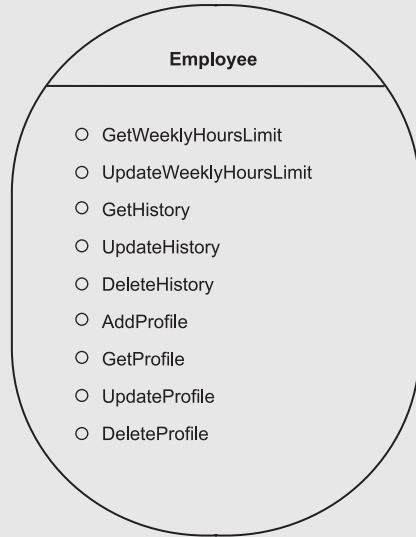 Employee
GetWeeklyHoursLimit
UpdateWeeklyHoursLimit
GetHistory
UpdateHistory
DeleteHistory
AddProfile
GetProfile
UpdateProfile
DeleteProfile